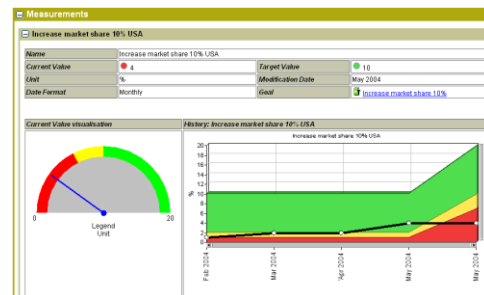 Measurements
Increase market share 10% USA
Name Increase market share 10% USA
Current Value 4 Target Value 10
Unit % Modification Date May 2004
Date Format Monthly Goal Increase market share 10%
Current Value visualisation History: Increase market share 10% USA
Increase market share 10% USA
20
18
16
14
12
10
8
6
4
2
0
%
0 20
Legend
Unit
Feb 2004
Mar 2004
Apr 2004
May 2004
May 2004